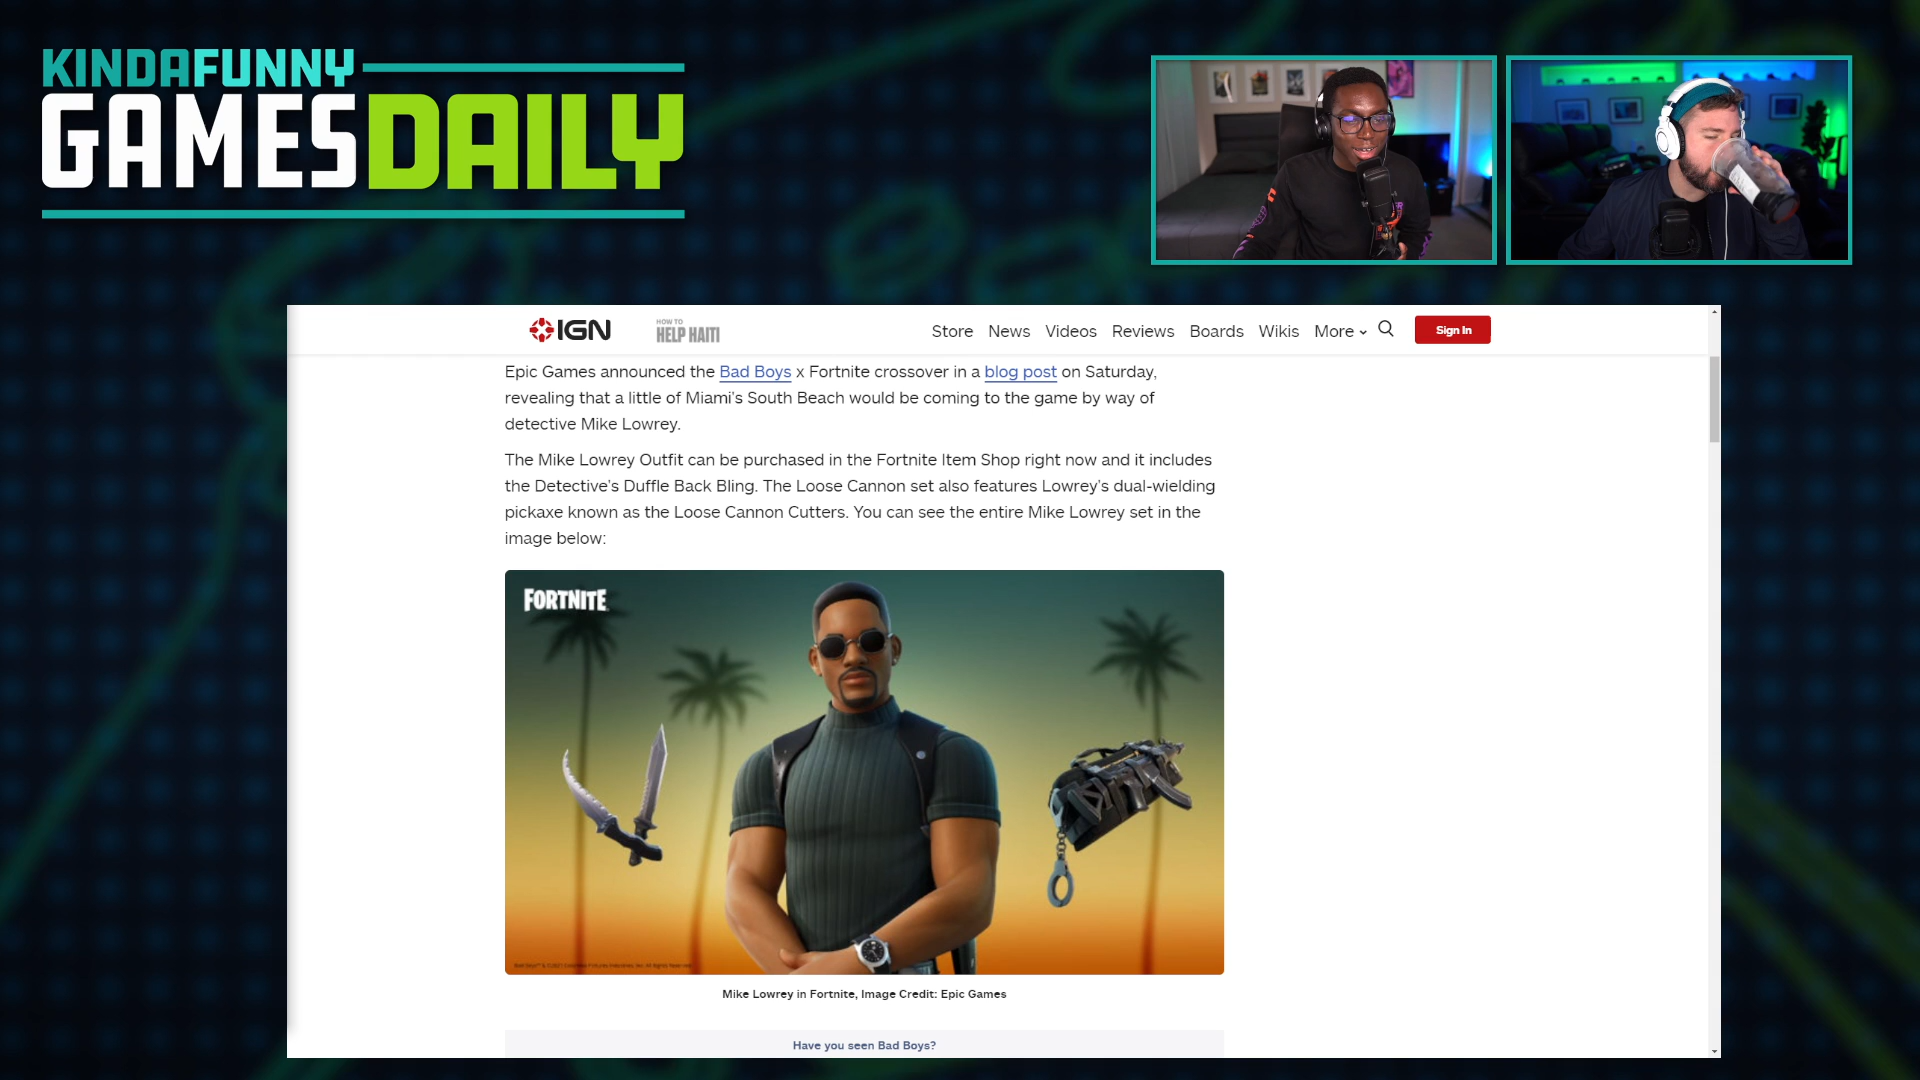 KINDAFUNNY
GAMESDAILY
IGN
HOW TO
HELP HAITI
Store News Videos Reviews Boards Wikis More
Sign In
Epic Games announced the Bad Boys x Fortnite crossover in a blog post on Saturday,
revealing that a little of Miami's South Beach would be coming to the game by way of
detective Mike Lowrey.
The Mike Lowrey Outfit can be purchased in the Fortnite Item Shop right now and it includes
the Detective's Duffle Back Bling. The Loose Cannon set also features Lowrey's dual-wielding
pickaxe known as the Loose Cannon Cutters. You can see the entire Mike Lowrey set in the
image below:
FORTNITE
Mike Lowrey in Fortnite, Image Credit: Epic Games
Have you seen Bad Boys?